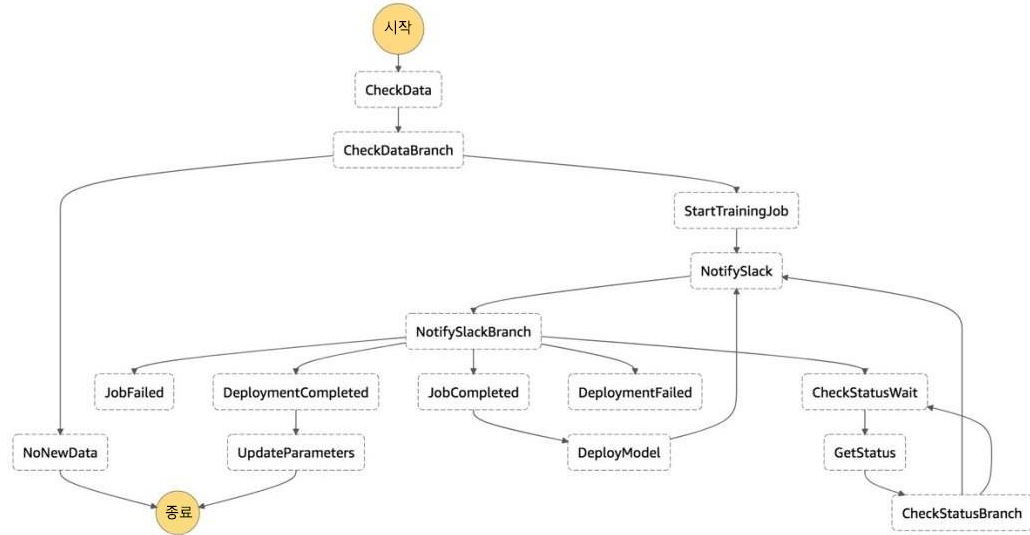 시작
CheckData
CheckDataBranch
StartTrainingJob
NotifySlack
NotifySlackBranch
JobFailed
DeploymentCompleted
JobCompleted
DeploymentFailed
CheckStatusWait
NoNewData
UpdateParameters
DeployModel
GetStatus
종료
CheckStatusBranch